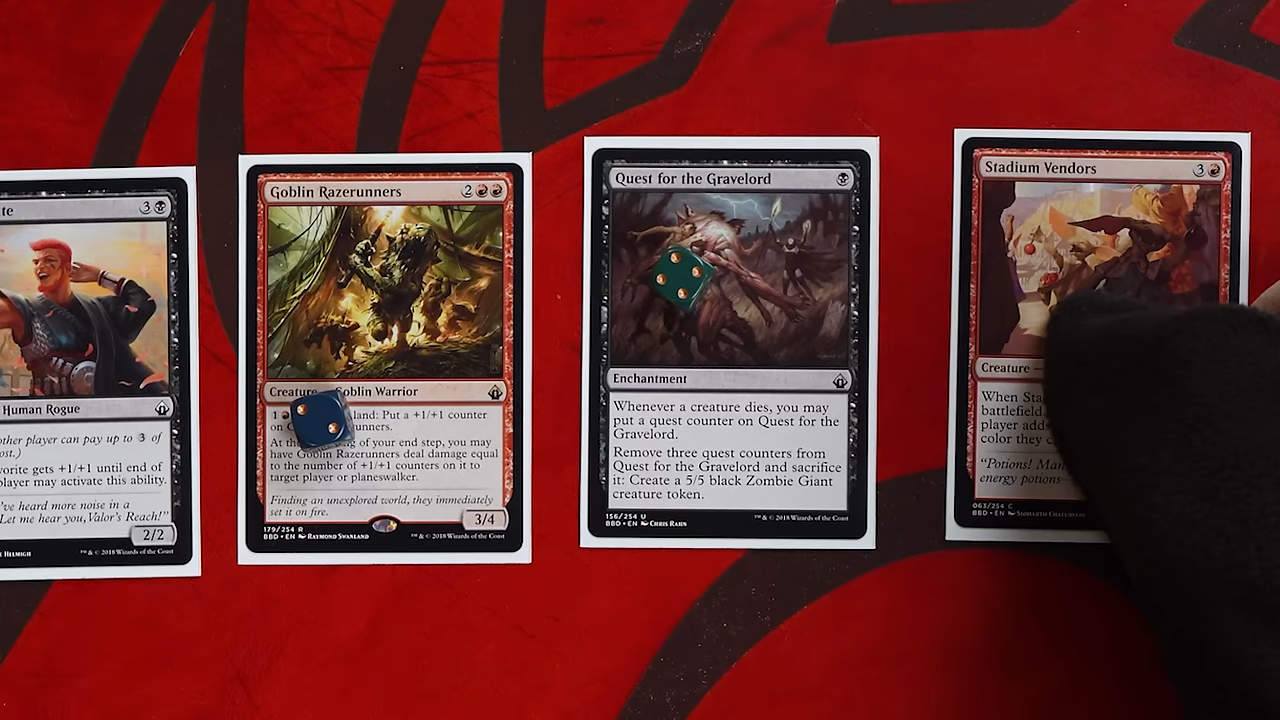 te
Human Rogue
other player can pay up to 3 of
ost.)
vorite gets +1/+1 until end of
player may activate this ability.
've heard more noise in a
Let me hear you, Valor's Reach!"
2/2
Helmigh
™ & © 2018 Wizards of the Coast
Goblin Razerunners
2
Creature
Goblin Warrior
1
land: Put a +1/+1 counter
on
unners.
At the
of your end step, you may
have Goblin Razerunners deal damage equal
to the number of +1/+1 counters on it to
target player or planeswalker.
Finding an unexplored world, they immediately
set it on fire.
3/4
179/254 R
BBD • EN Raymond Swanland
™ & © 2018 Wizards of the Coast
Quest for the Gravelord
Enchantment
Whenever a creature dies, you may
put a quest counter on Quest for the
Gravelord.
Remove three quest counters from
Quest for the Gravelord and sacrifice
it: Create a 5/5 black Zombie Giant
creature token.
156/254 U
BBD • EN Chris Rahn
™ & © 2018 Wizards of the Coast
Stadium Vendors
3
Creature —
When Sta
battlefield,
player adds
color they c
"Potions! Man
energy potions—
063/254 C
BBD • EN